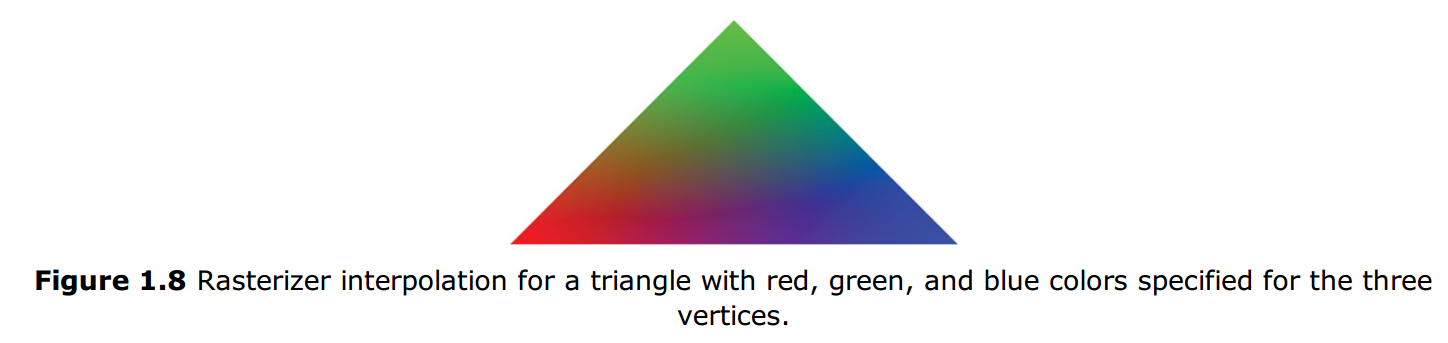 Figure 1.8 Rasterizer interpolation for a triangle with red, green, and blue colors specified for the three
vertices.